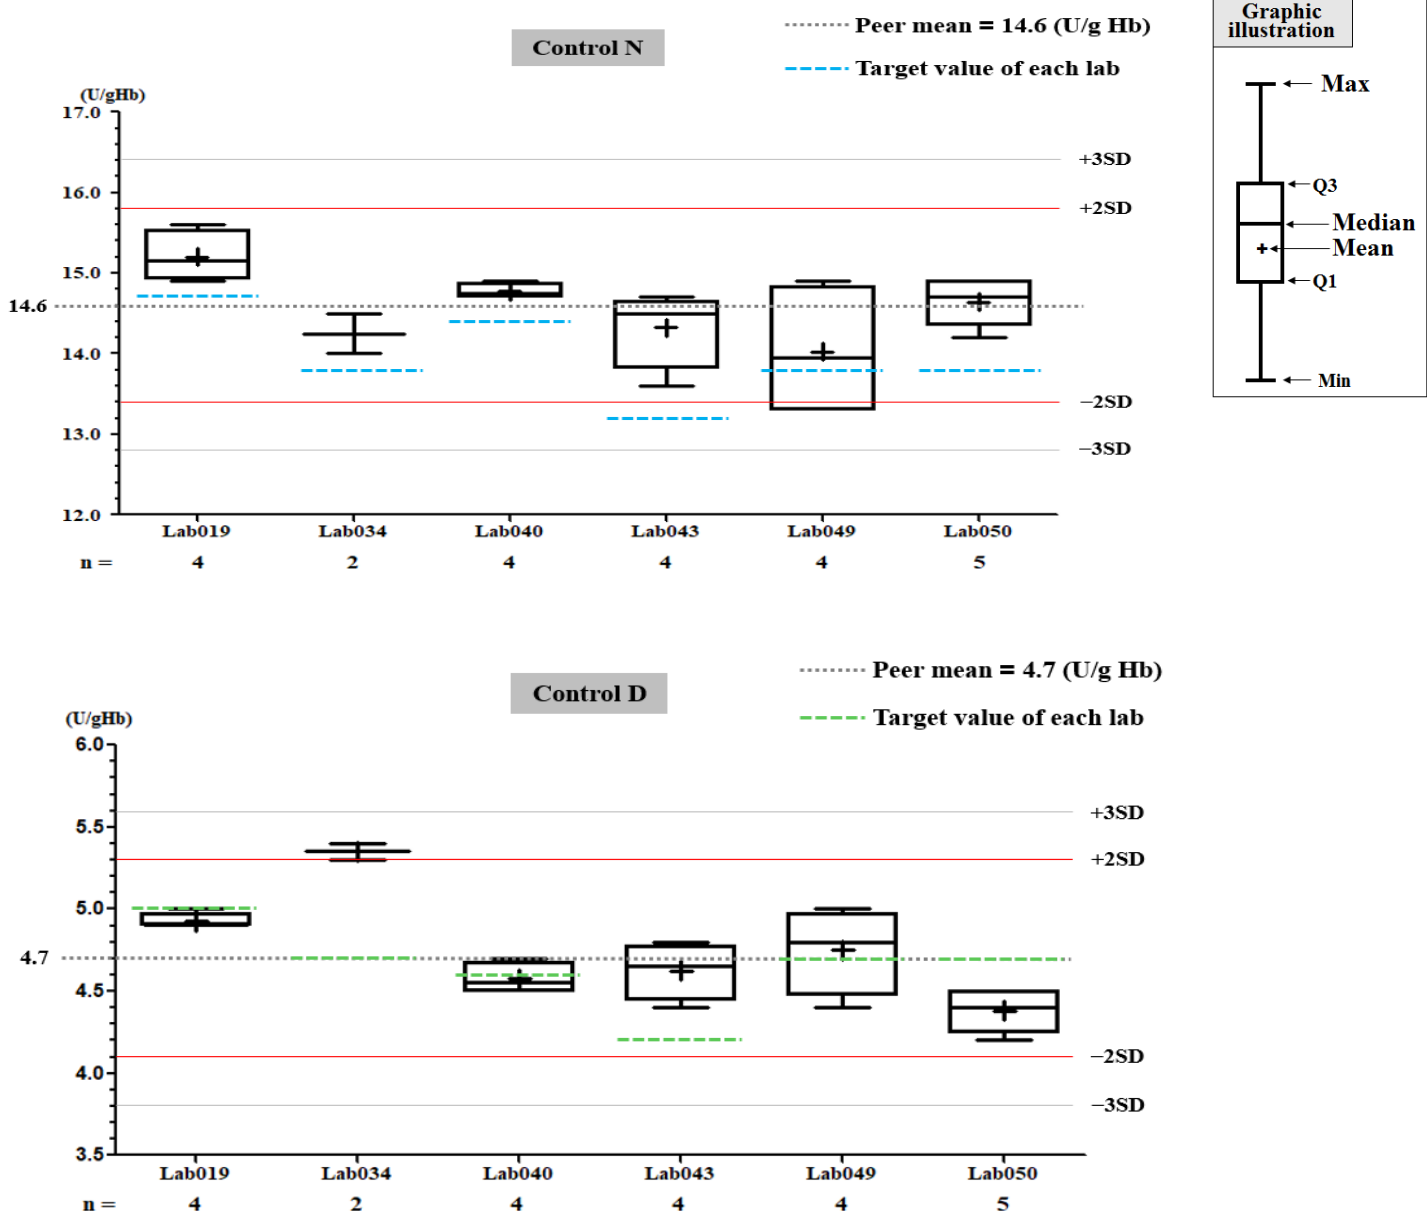 Control N
Peer mean = 14.6 (U/g Hb)
Target value of each lab
(U/gHb)
17.0
16.0
15.0
14.6
14.0
13.0
12.0
+3SD
+2SD
−2SD
−3SD
Lab019 Lab034 Lab040 Lab043 Lab049 Lab050
n = 4 2 4 4 4 5
Graphic
illustration
Max
Q3
Median
Mean
Q1
Min
Control D
Peer mean = 4.7 (U/g Hb)
Target value of each lab
(U/gHb)
6.0
5.5
5.0
4.7
4.5
4.0
3.5
+3SD
+2SD
−2SD
−3SD
Lab019 Lab034 Lab040 Lab043 Lab049 Lab050
n = 4 2 4 4 4 5